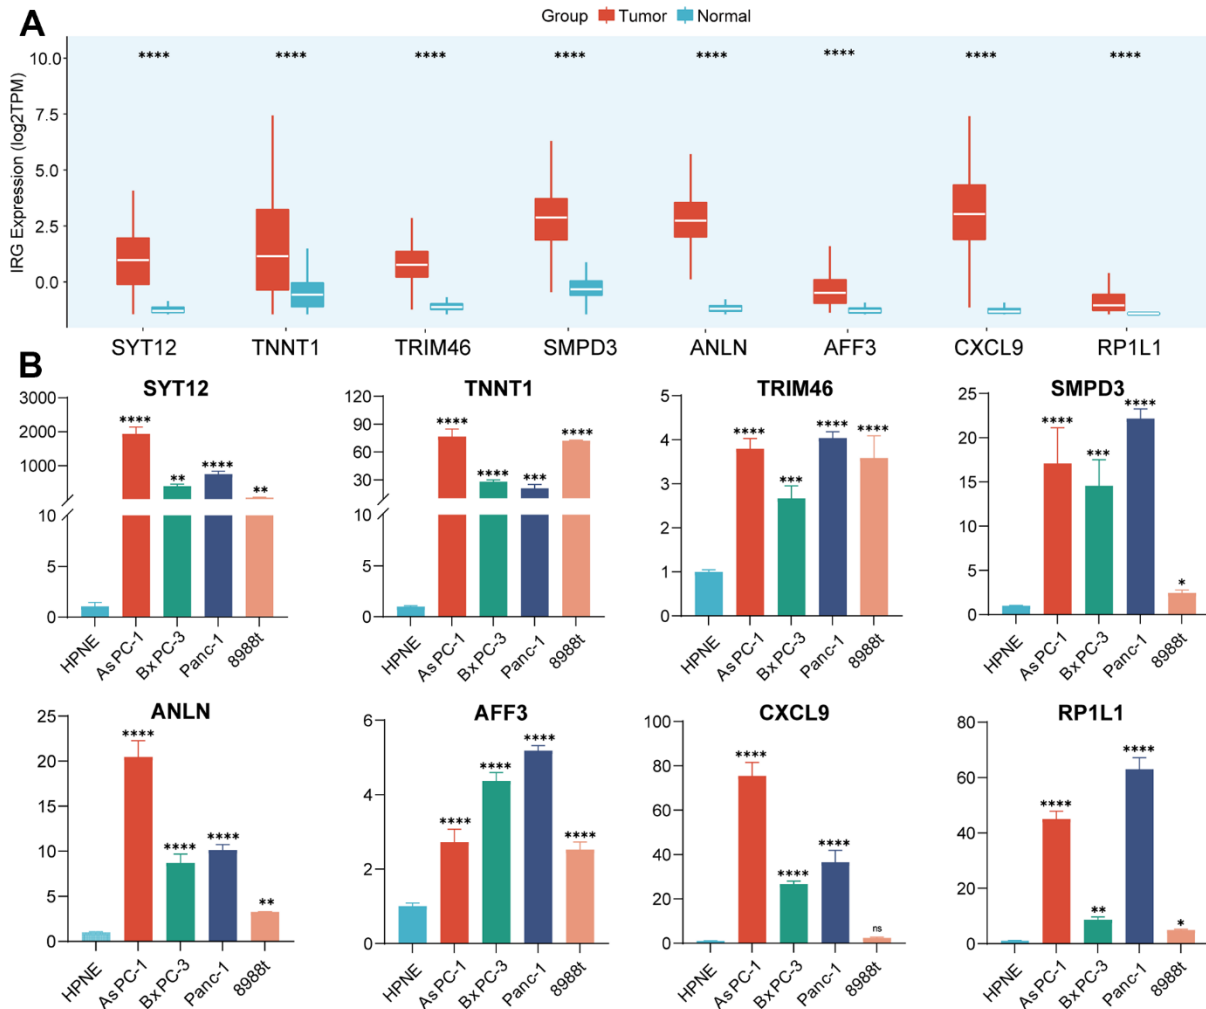 A
Group Tumor Normal
IRG Expression (log2TPM)
10.0
7.5
5.0
2.5
0.0
**** **** **** **** **** **** **** ****
SYT12 TNNT1 TRIM46 SMPD3 ANLN AFF3 CXCL9 RP1L1
B
SYT12
3000
2000
1000
10
5
0
**** ** **** **
HPNE AsPC-1 BxPC-3 Panc-1 8988t
TNNT1
120
90
60
30
10
5
0
**** **** *** ****
HPNE AsPC-1 BxPC-3 Panc-1 8988t
TRIM46
5
4
3
2
1
0
**** *** **** ****
HPNE AsPC-1 BxPC-3 Panc-1 8988t
SMPD3
25
20
15
10
5
0
**** *** **** *
HPNE AsPC-1 BxPC-3 Panc-1 8988t
ANLN
25
20
15
10
5
0
**** **** **** **
HPNE AsPC-1 BxPC-3 Panc-1 8988t
AFF3
6
4
2
0
**** **** **** ****
HPNE AsPC-1 BxPC-3 Panc-1 8988t
CXCL9
100
80
60
40
20
0
**** **** **** ns
HPNE AsPC-1 BxPC-3 Panc-1 8988t
RP1L1
80
60
40
20
0
**** ** **** *
HPNE AsPC-1 BxPC-3 Panc-1 8988t